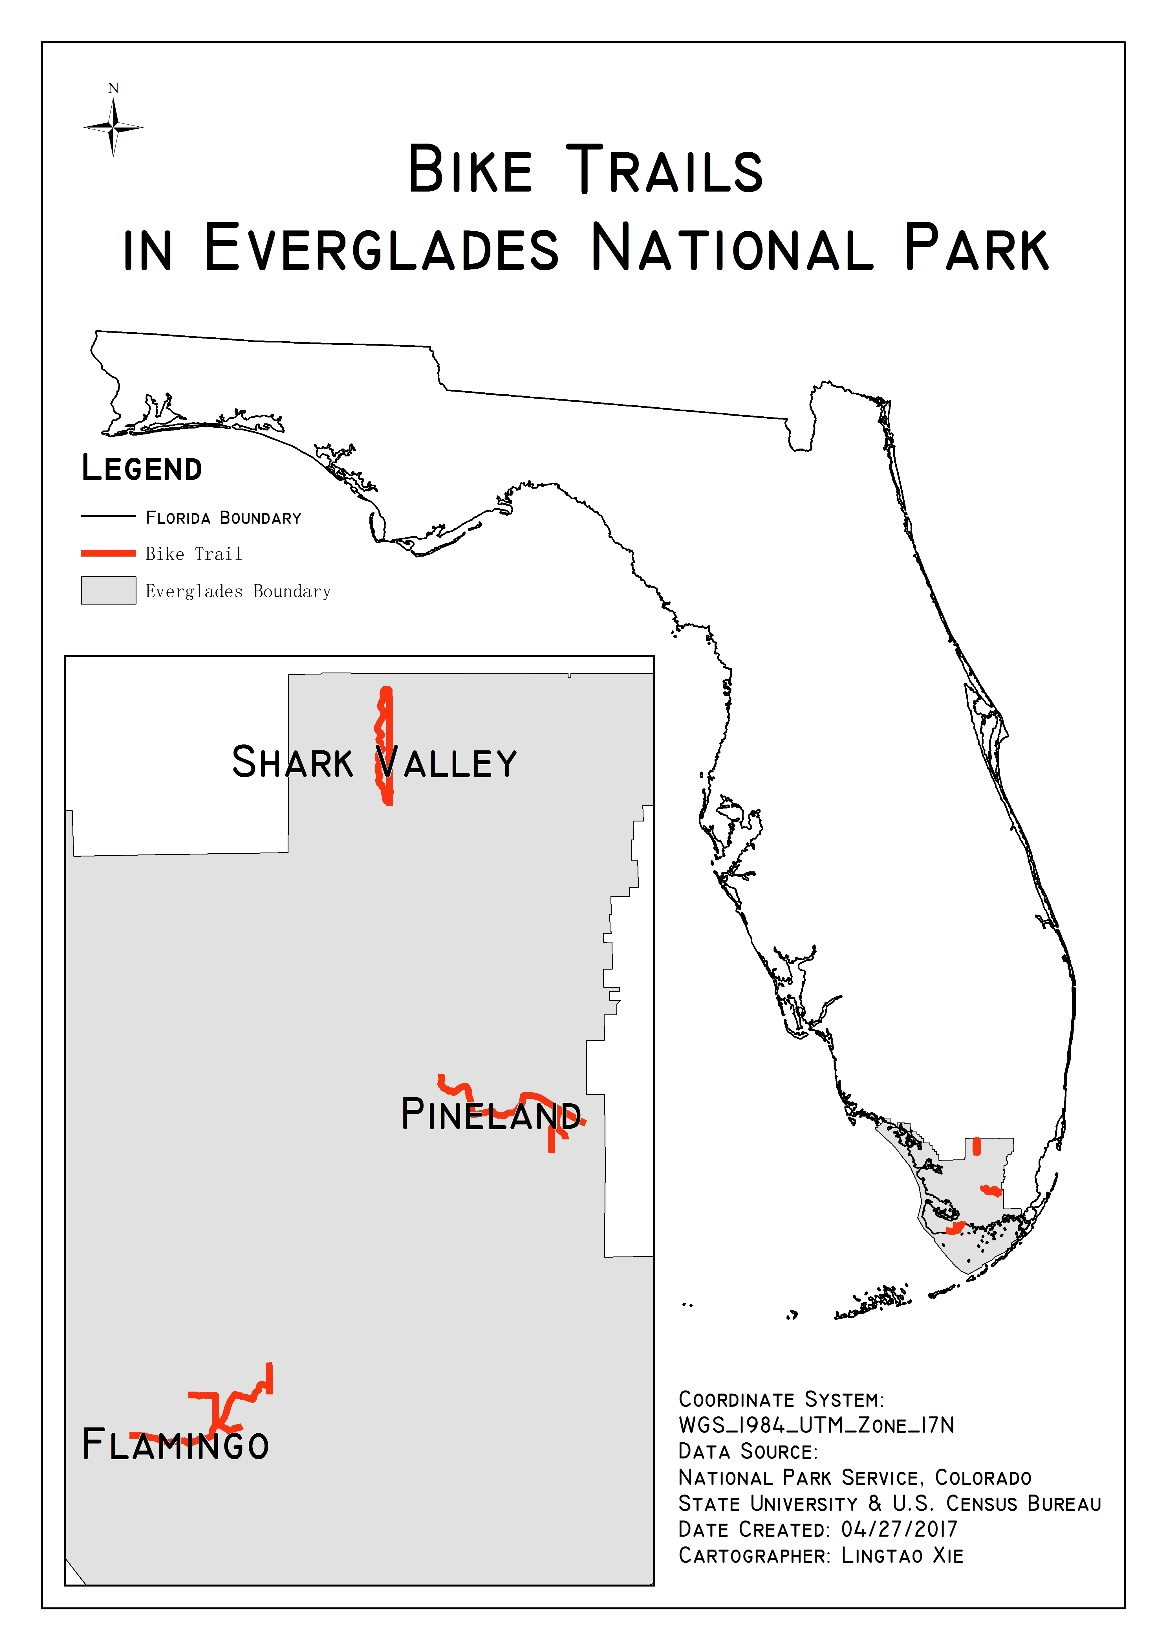 N
BIKE TRAILS
IN EVERGLADES NATIONAL PARK
LEGEND
FLORIDA BOUNDARY
Bike Trail
Everglades Boundary
SHARK VALLEY
PINELAND
FLAMINGO
COORDINATE SYSTEM:
WGS_1984_UTM_ZONE_17N
DATA SOURCE:
NATIONAL PARK SERVICE, COLORADO
STATE UNIVERSITY & U.S. CENSUS BUREAU
DATE CREATED: 04/27/2017
CARTOGRAPHER: LINGTAO XIE